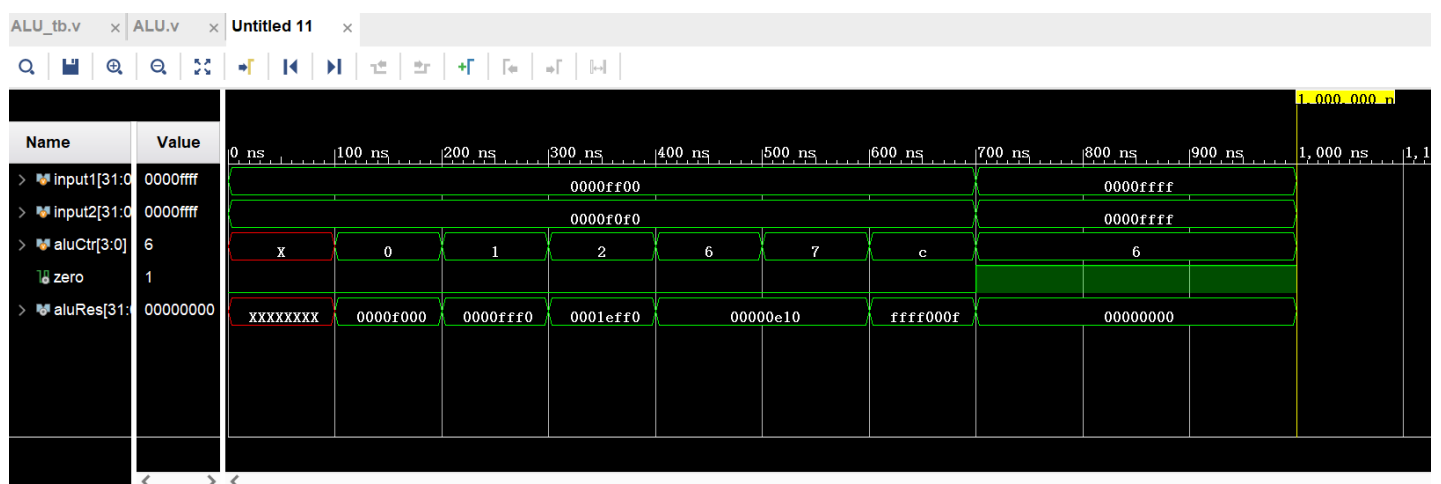 ALU_tb.v × ALU.v × Untitled 11 ×
1,000,000 n
Name Value
0 ns 100 ns 200 ns 300 ns 400 ns 500 ns 600 ns 700 ns 800 ns 900 ns 1,000 ns 1,1
input1[31:0 0000ffff 0000ff00 0000ffff
input2[31:0 0000ffff 0000f0f0 0000ffff
aluCtr[3:0] 6 X 0 1 2 6 7 c 6
zero 1
aluRes[31:0 00000000 XXXXXXXX 0000f000 0000fff0 0001eff0 00000e10 ffff000f 00000000